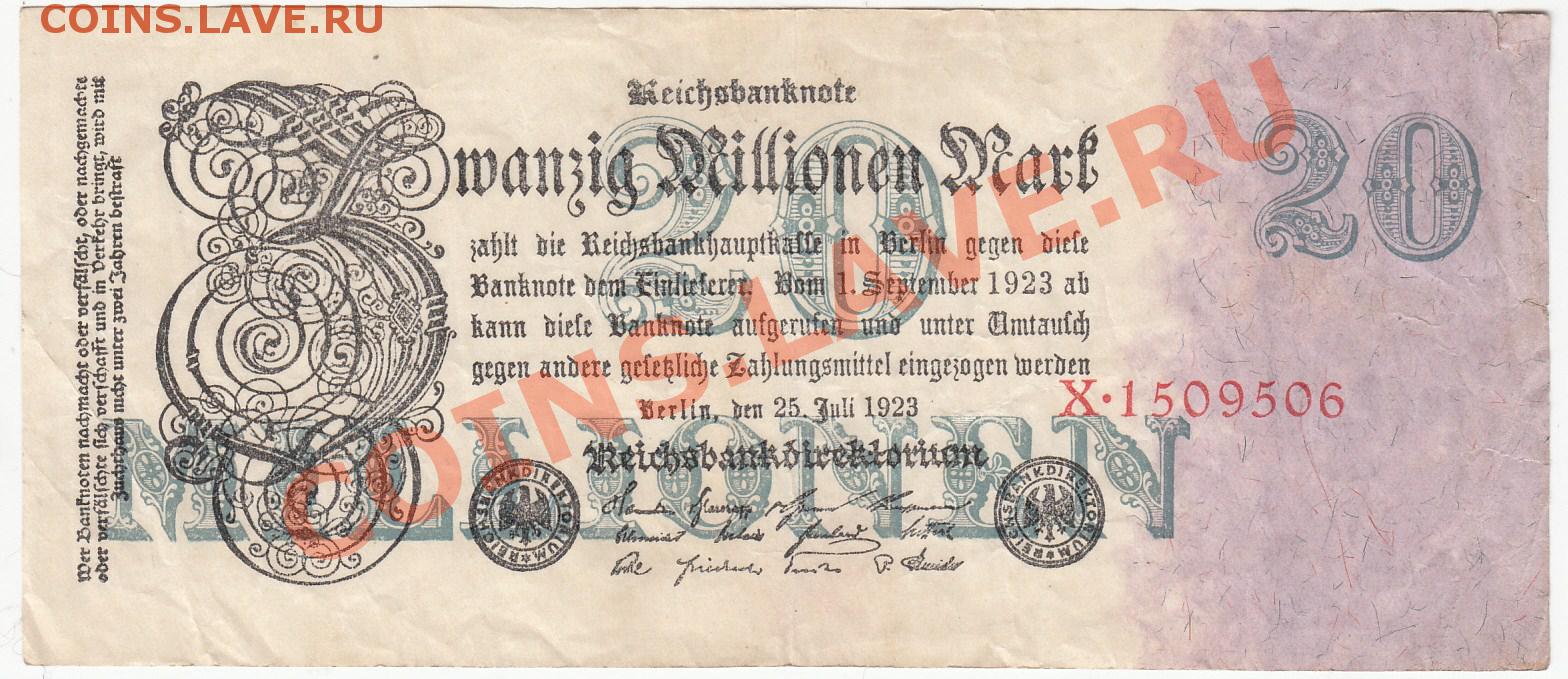 COINS.LAVE.RU
Reichsbanknote
Zwanzig Millionen Mark
20
20
zahlt die Reichsbankhauptkasse in Berlin gegen diese
Banknote dem Einlieferer. Vom 1. September 1923 ab
kann diese Banknote aufgerufen und unter Umtausch
gegen andere gesetzliche Zahlungsmittel eingezogen werden
Berlin, den 25. Juli 1923
X·1509506
MILLIONEN
Reichsbankdirektorium
REICHSBANKDIREKTORIUM
REICHSBANKDIREKTORIUM
Wer Banknoten nachmacht oder verfälscht, oder nachgemachte
oder verfälschte sich verschafft und in Verkehr bringt, wird mit
Zuchthaus nicht unter zwei Jahren bestraft
COINS.LAVE.RU